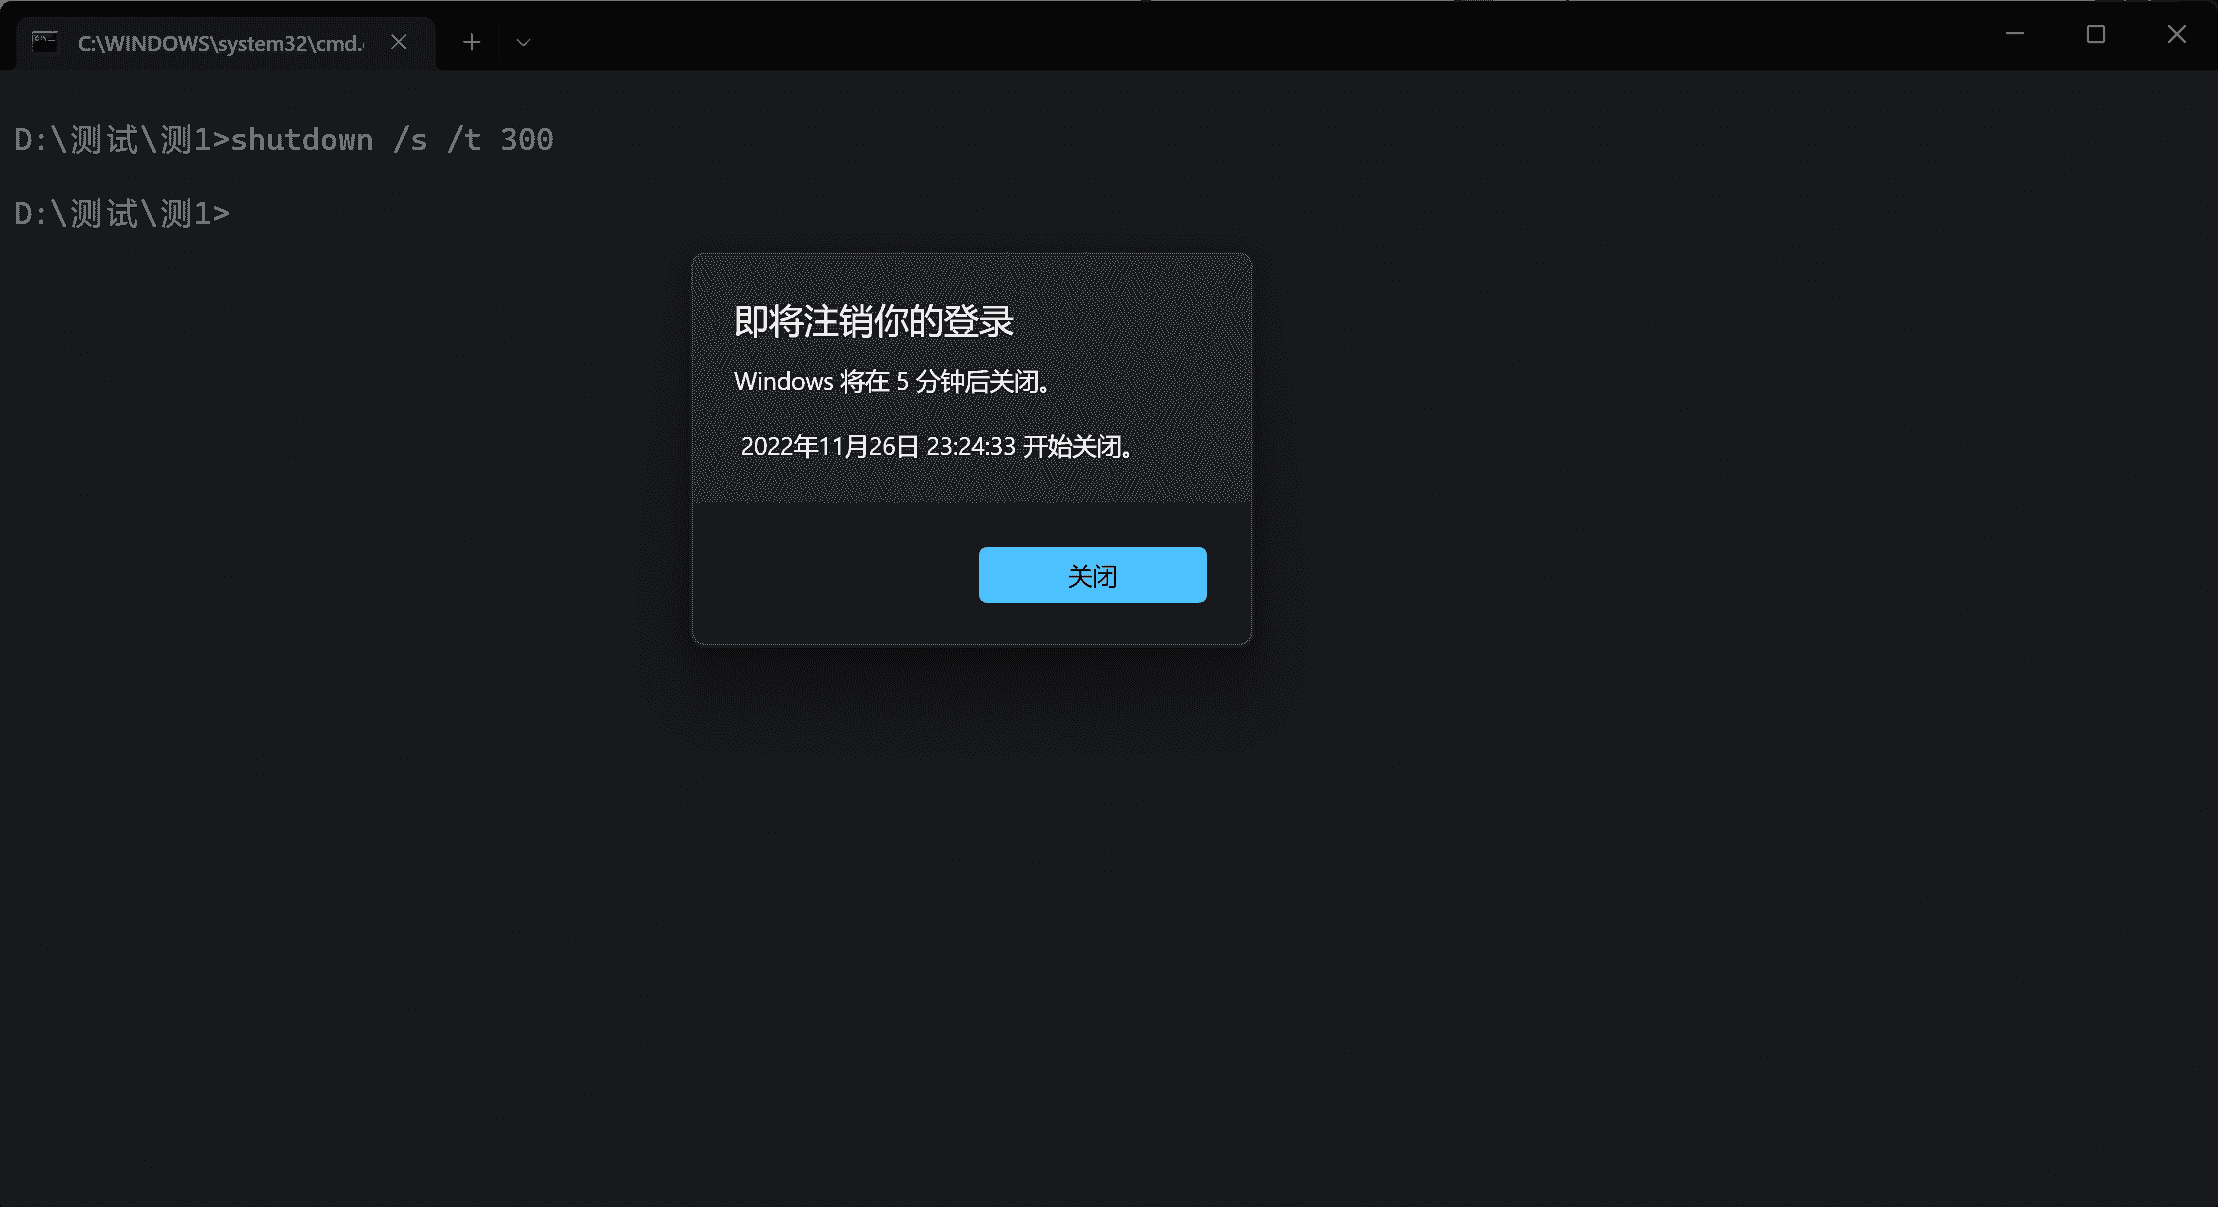 C:\WINDOWS\system32\cmd.
D:\测试\测1>shutdown /s /t 300
D:\测试\测1>
即将注销你的登录
Windows 将在 5 分钟后关闭。
2022年11月26日 23:24:33 开始关闭。
关闭